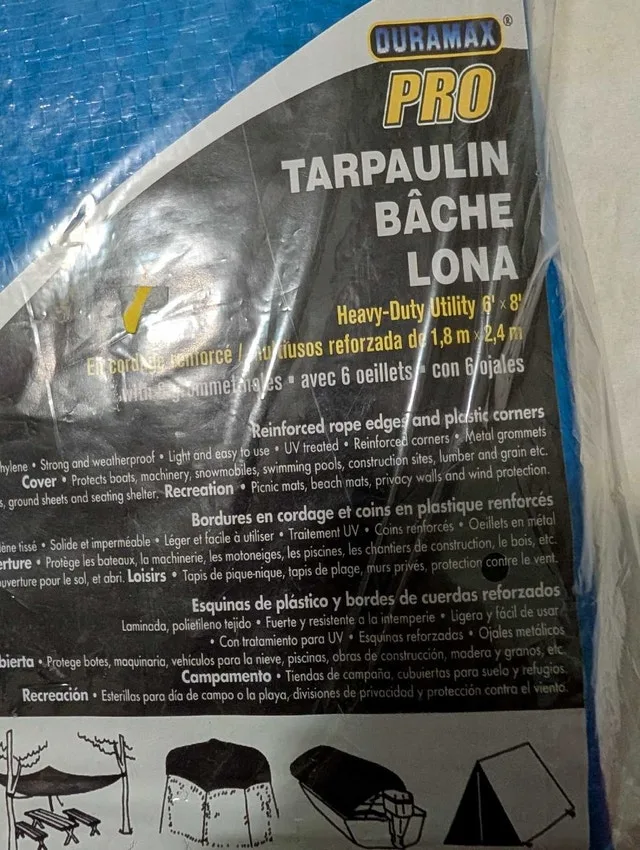 DURAMAX®
PRO
TARPAULIN
BÂCHE
LONA
Heavy-Duty Utility 6' x 8'
reforzada de 1,8 m x 2,4 m
avec 6 oeillets • con 6 ojales
Reinforced rope edges and plastic corners
• Strong and weatherproof • Light and easy to use • UV treated • Reinforced corners • Metal grommets
Cover • Protects boats, machinery, snowmobiles, swimming pools, construction sites, lumber and grain etc.
ground sheets and seating shelter. Recreation • Picnic mats, beach mats, privacy walls and wind protection.
Bordures en cordage et coins en plastique renforcés
tissé • Solide et imperméable • Léger et facile à utiliser • Traitement UV • Coins renforcés • Oeillets en métal
• Protège les bateaux, la machinerie, les motoneiges, les piscines, les chantiers de construction, le bois, etc.
pour le sol, et abri. Loisirs • Tapis de pique-nique, tapis de plage, murs privés, protection contre le vent.
Esquinas de plástico y bordes de cuerdas reforzados
Laminada, polietileno tejido • Fuerte y resistente a la intemperie • Ligera y fácil de usar
• Con tratamiento para UV • Esquinas reforzadas • Ojales metálicos
• Protege botes, maquinaria, vehículos para la nieve, piscinas, obras de construcción, madera y granos, etc.
Campamento • Tiendas de campaña, cubiertas para suelo y refugios.
Recreación • Esterillas para día de campo o la playa, divisiones de privacidad y protección contra el viento.